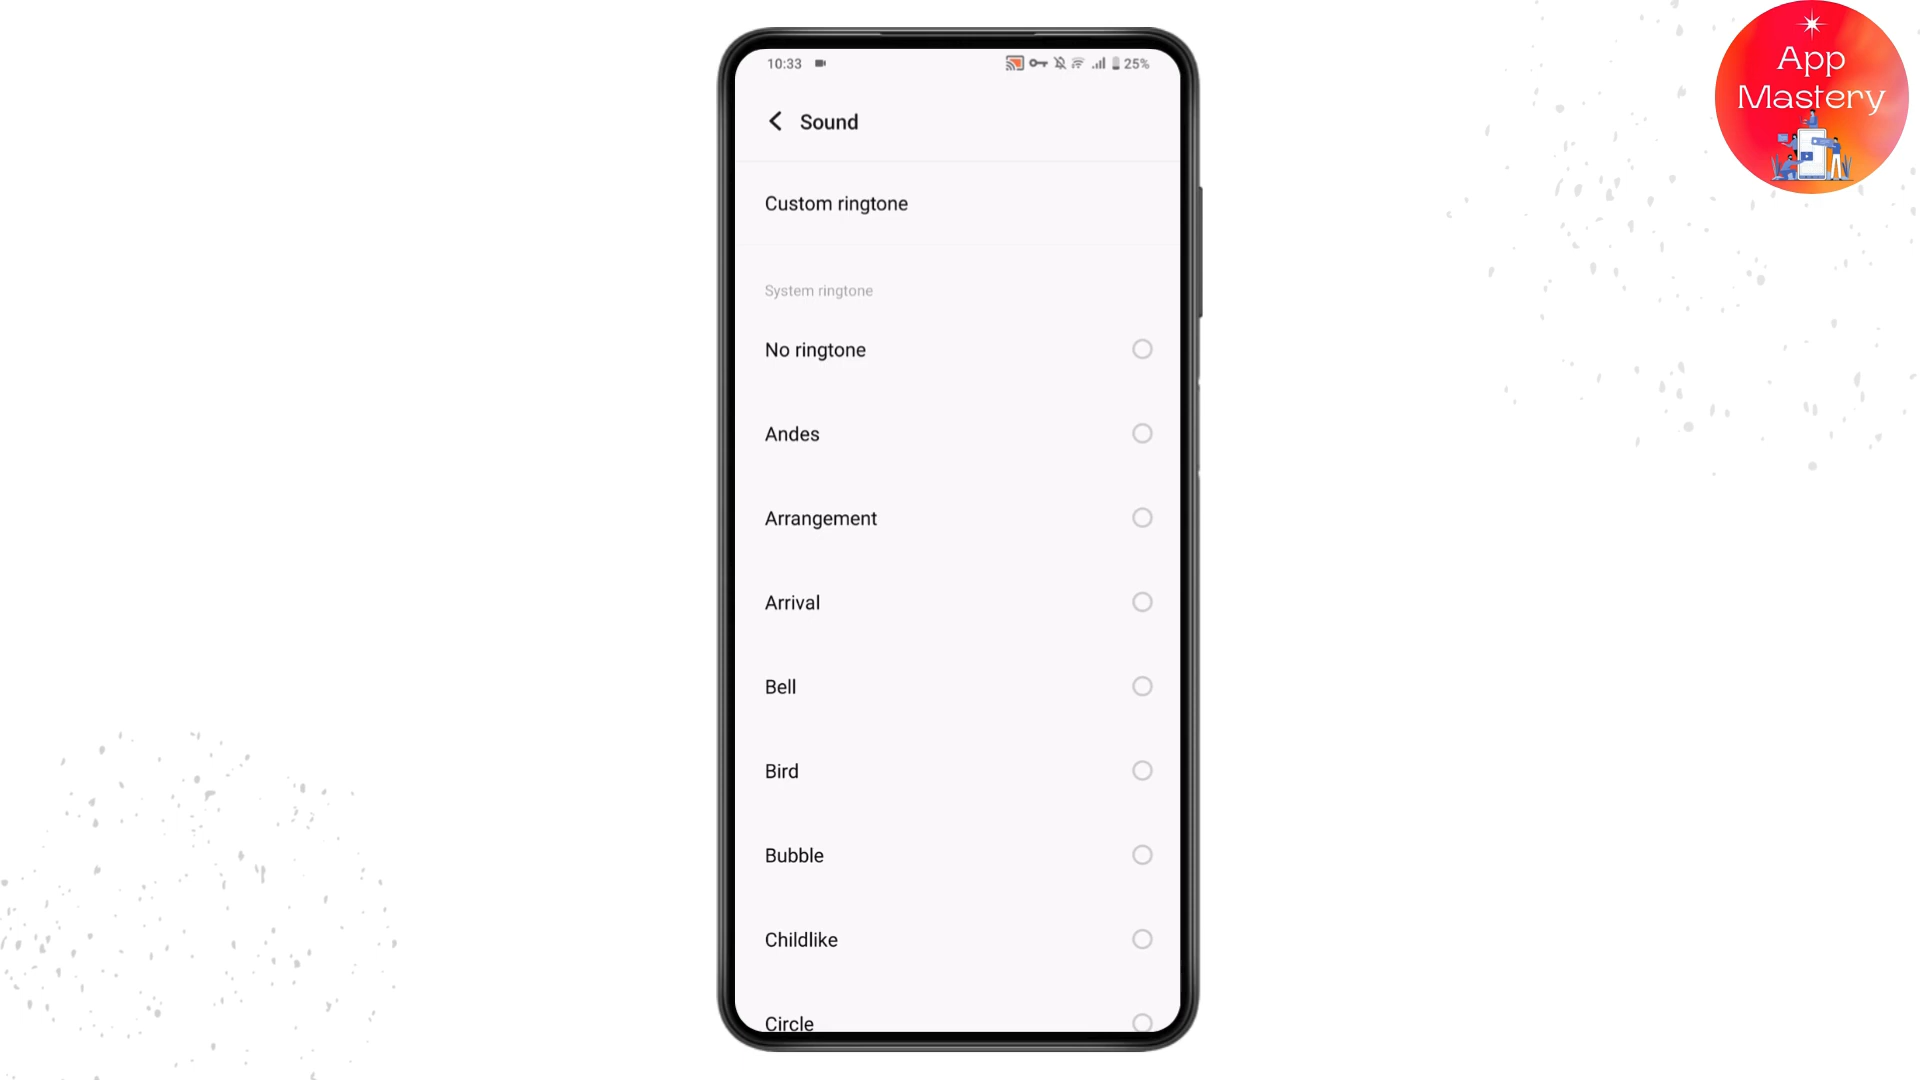 10:33
25%
App
Mastery
Sound
Custom ringtone
System ringtone
No ringtone
Andes
Arrangement
Arrival
Bell
Bird
Bubble
Childlike
Circle